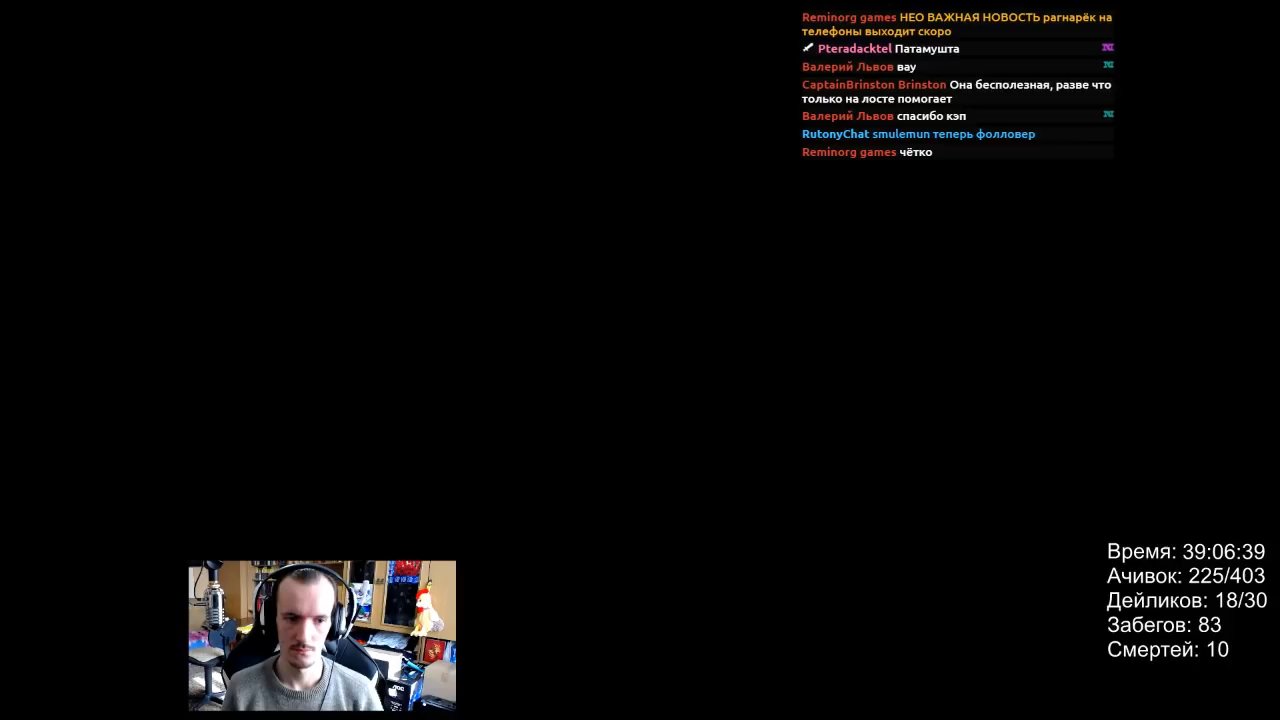 Reminorg games НЕО ВАЖНАЯ НОВОСТЬ рагнарёк на
телефоны выходит скоро
Pteradacktel Патамушта
Валерий Львов вау
CaptainBrinston Brinston Она бесполезная, разве что
только на лосте помогает
Валерий Львов спасибо кэп
RutonyChat smulemun теперь фолловер
Reminorg games чётко
Время: 39:06:39
Ачивок: 225/403
Дейликов: 18/30
Забегов: 83
Смертей: 10